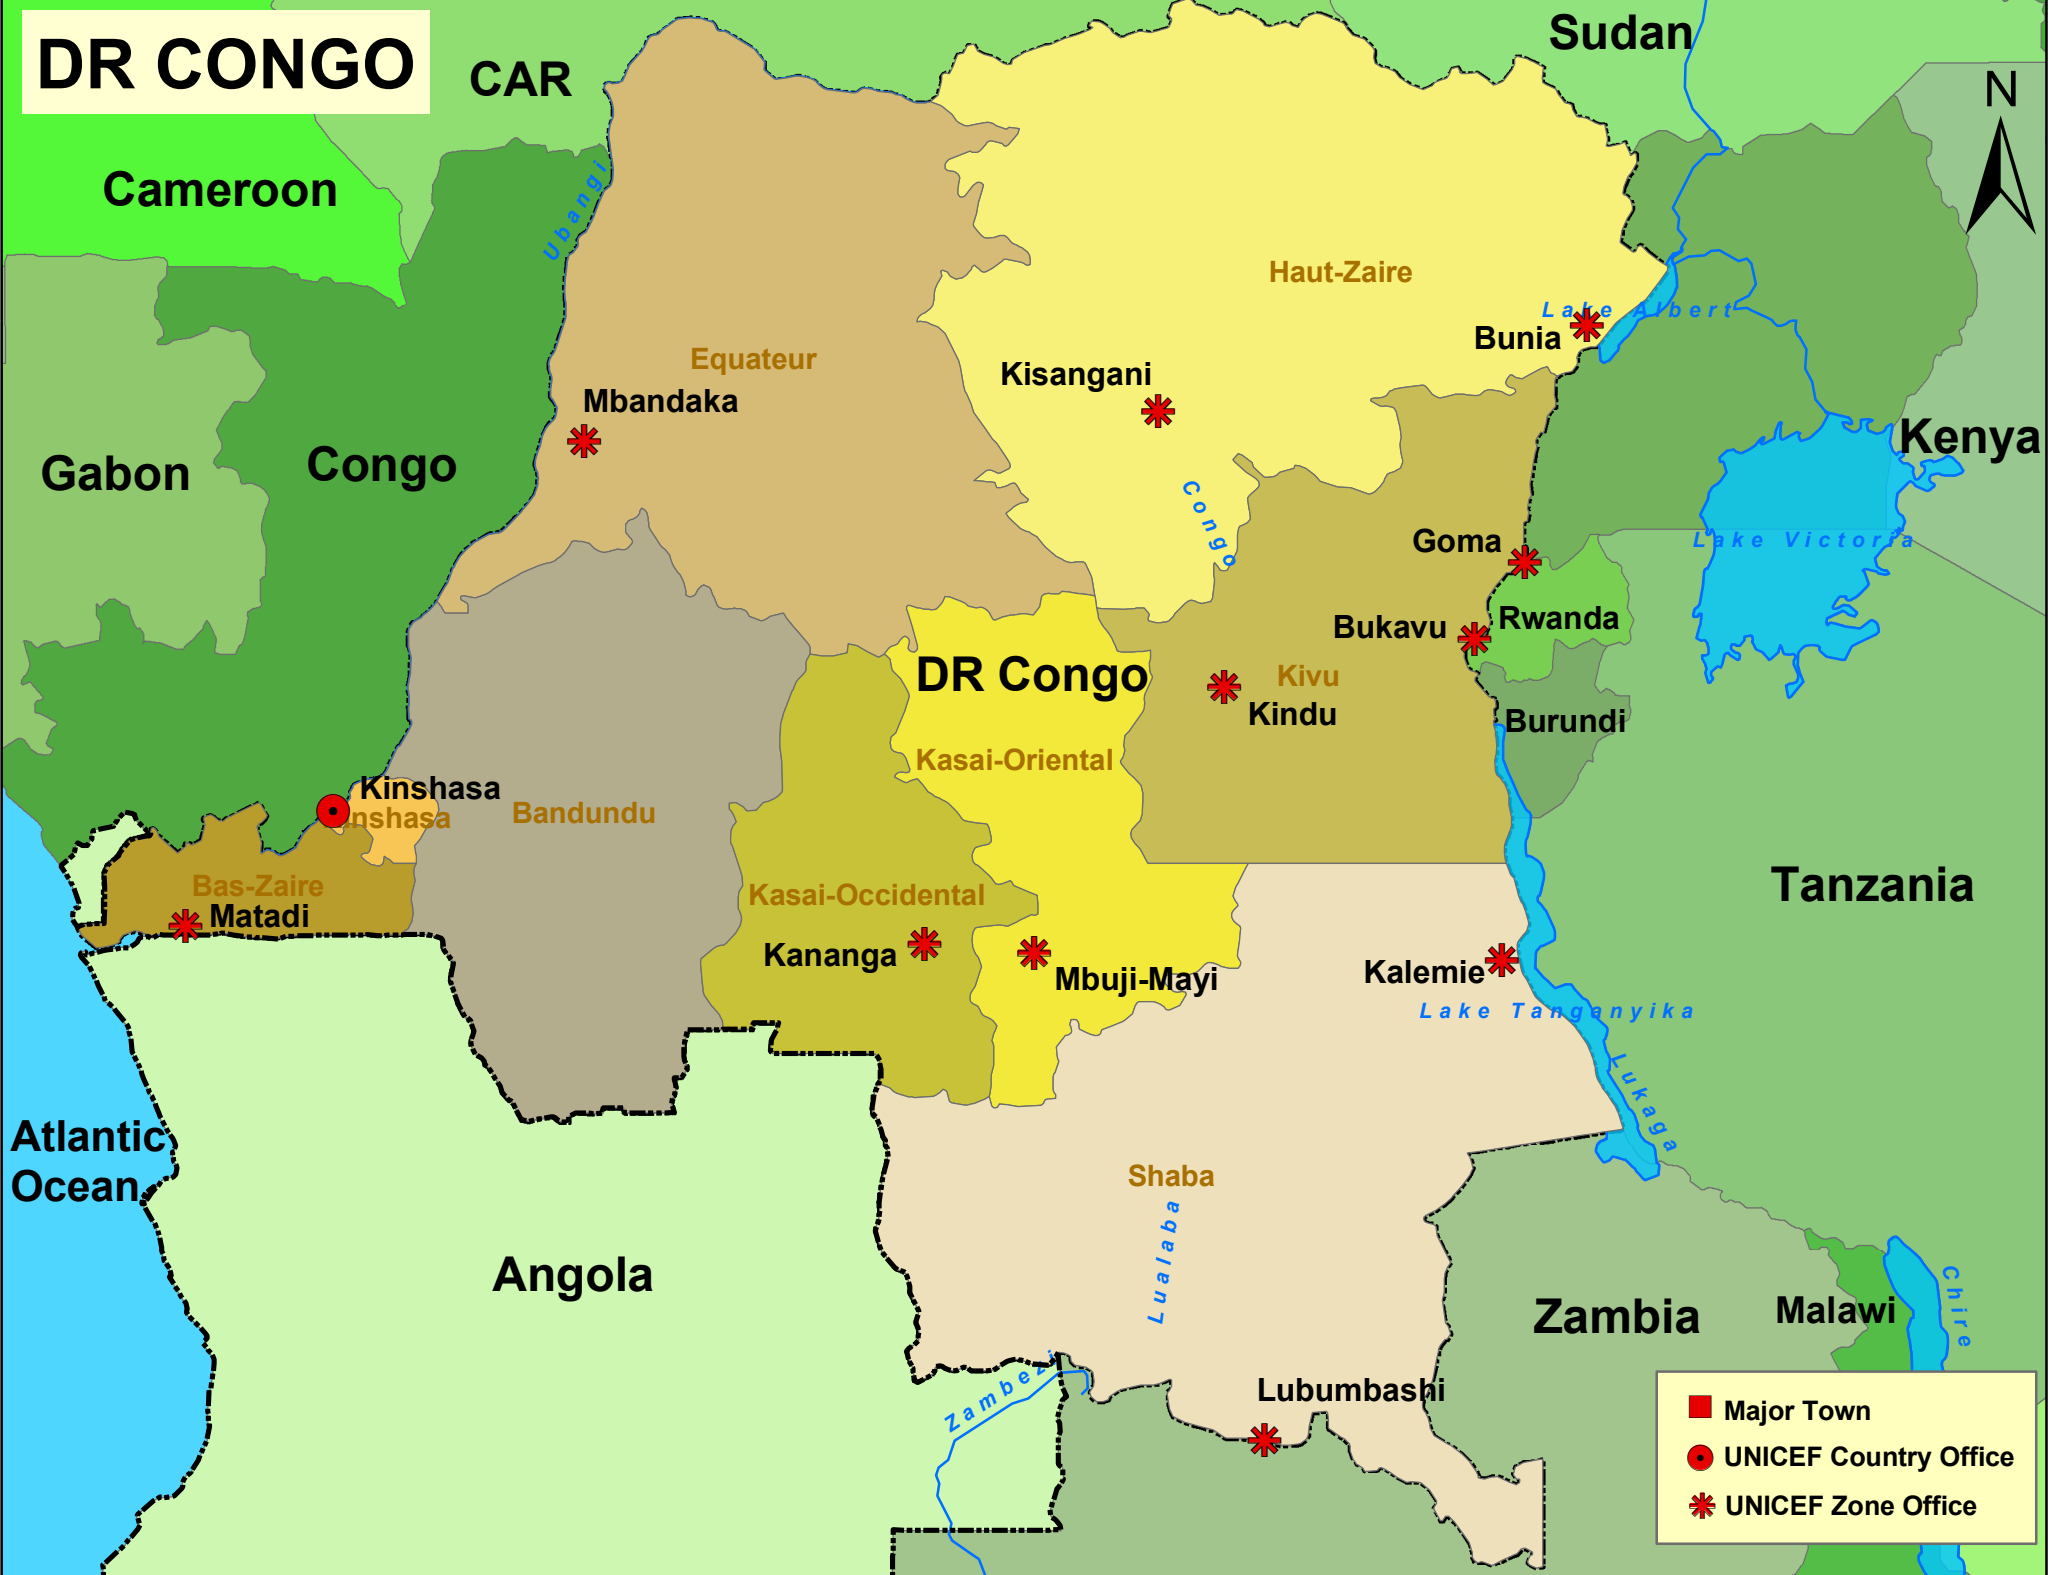 DR CONGO
CAR
Sudan
N
Cameroon
Ubangi
Haut-Zaire
Lake Albert
Bunia
Equateur
Kisangani
Mbandaka
Gabon
Congo
Kenya
Congo
Goma
Lake Victoria
Rwanda
Bukavu
DR Congo
Kivu
Kindu
Burundi
Kasai-Oriental
Kinshasa
nshasa
Bandundu
Bas-Zaire
Matadi
Kasai-Occidental
Tanzania
Kananga
Mbuji-Mayi
Kalemie
Lake Tanganyika
Lukaga
Atlantic
Ocean
Shaba
Lualaba
Angola
Zambia
Malawi
Chire
Zambezi
Lubumbashi
Major Town
UNICEF Country Office
UNICEF Zone Office